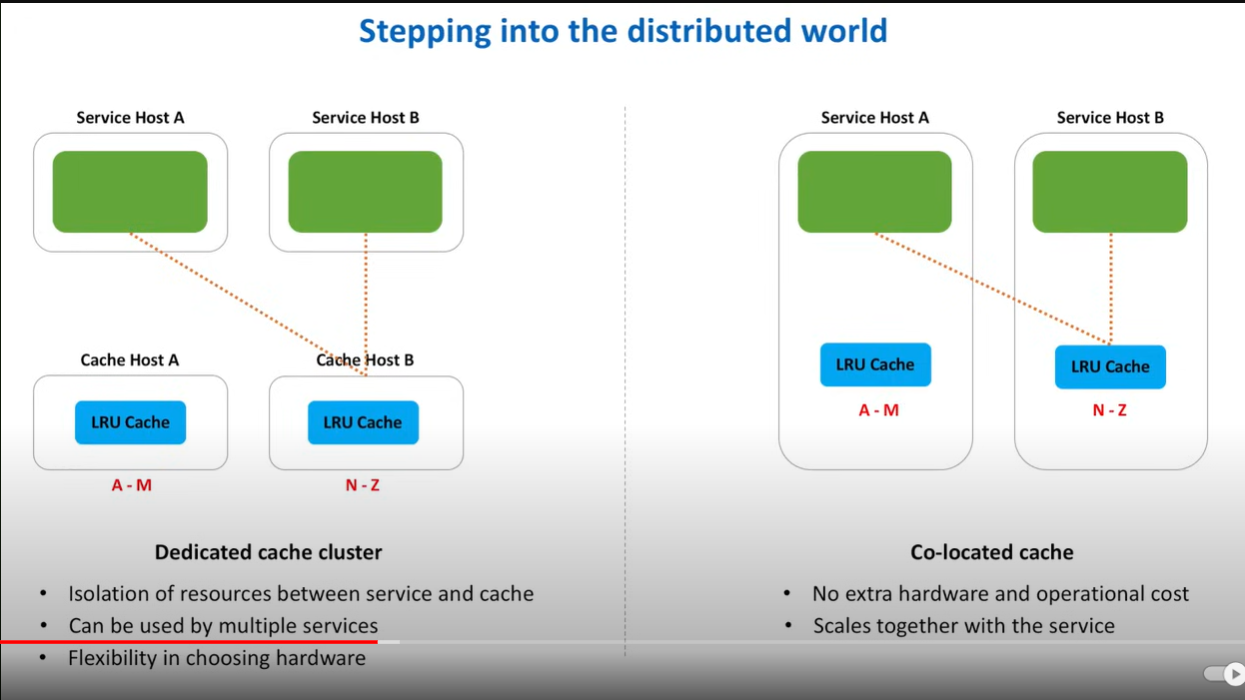 Stepping into the distributed world
Service Host A
Service Host B
Cache Host A
Cache Host B
LRU Cache
LRU Cache
A - M
N - Z
Dedicated cache cluster
• Isolation of resources between service and cache
• Can be used by multiple services
• Flexibility in choosing hardware
Service Host A
Service Host B
LRU Cache
LRU Cache
A - M
N - Z
Co-located cache
• No extra hardware and operational cost
• Scales together with the service